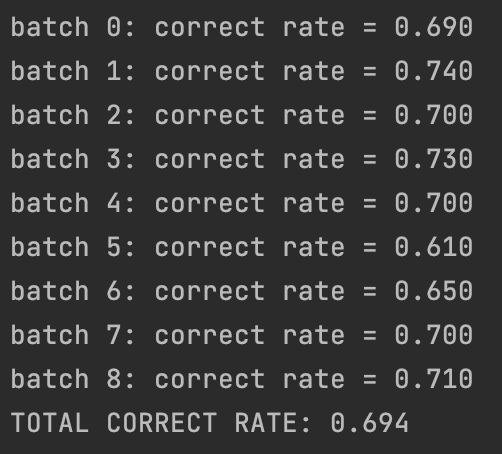 batch 0: correct rate = 0.690
batch 1: correct rate = 0.740
batch 2: correct rate = 0.700
batch 3: correct rate = 0.730
batch 4: correct rate = 0.700
batch 5: correct rate = 0.610
batch 6: correct rate = 0.650
batch 7: correct rate = 0.700
batch 8: correct rate = 0.710
TOTAL CORRECT RATE: 0.694